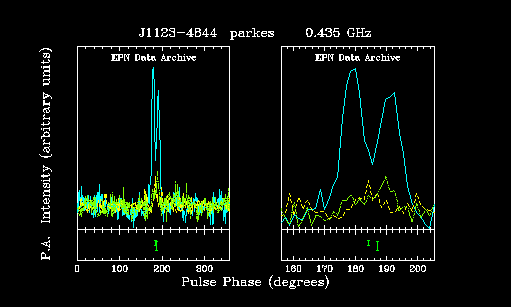 J1123-4844 parkes 0.435 GHz
EPN Data Archive
EPN Data Archive
P.A. Intensity (arbitrary units)
0 100 200 300
160 170 180 190 200
Pulse Phase (degrees)